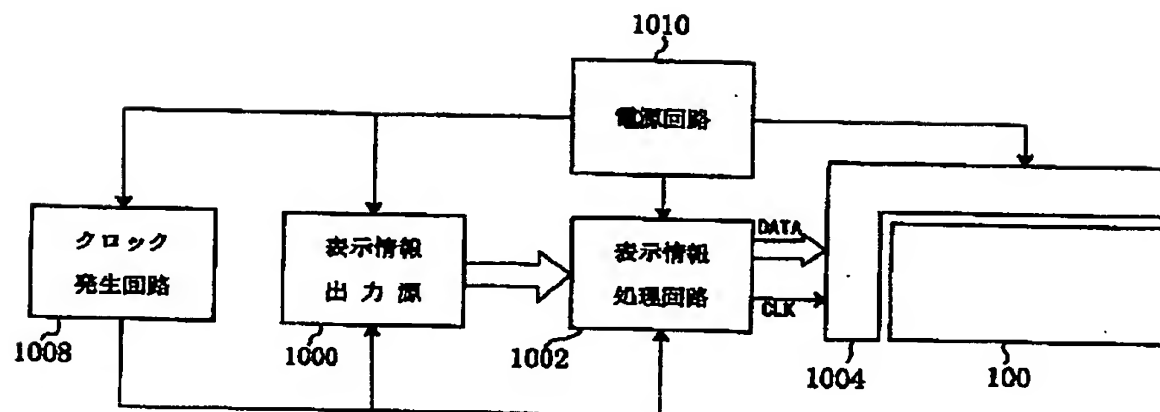 1010
電源回路
クロック
発生回路
1008
表示情報
出力源
1000
表示情報
処理回路
1002
DATA
CLK
1004
100